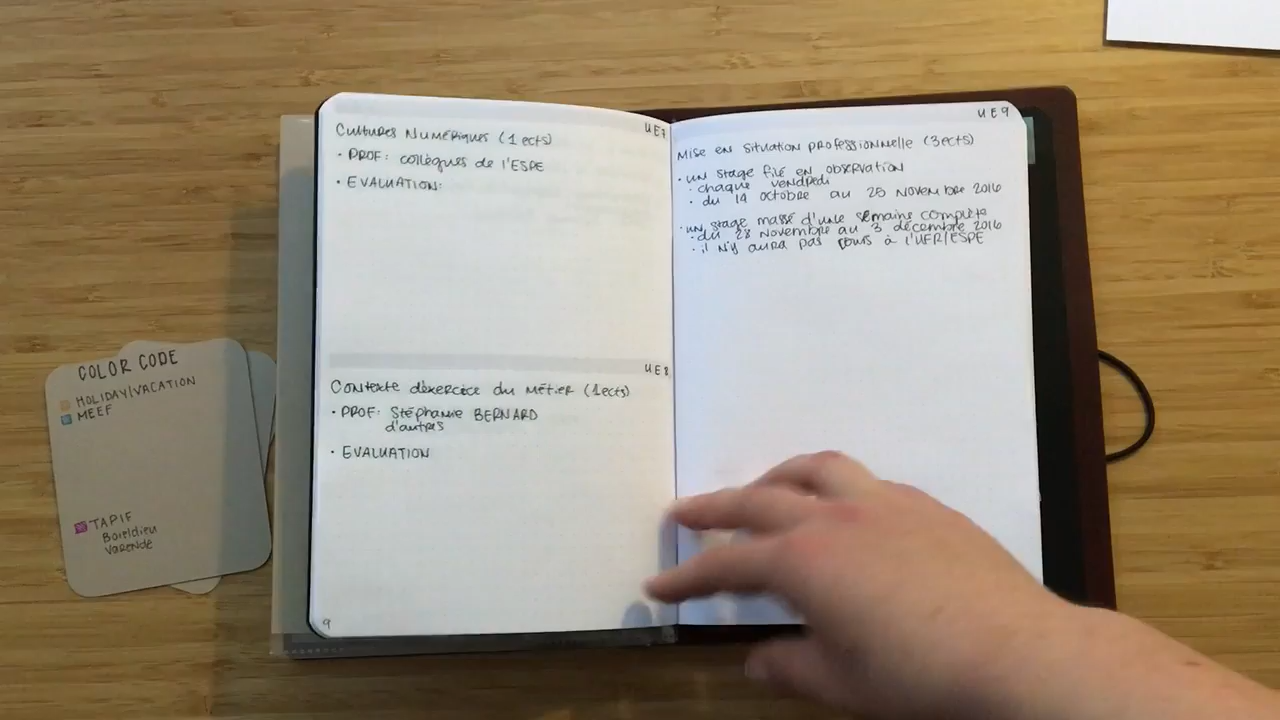 UE7
Cultures Numériques (1 ects)
• PROF: collègues de l'ESPE
• EVALUATION:
UE8
Contexte d'exercice du métier (1 ects)
• PROF: Stéphanie BERNARD
d'autres
• EVALUATION
9
UE9
Mise en situation professionnelle (3 ects)
• un stage filé en observation
• chaque vendredi
• du 14 octobre au 25 novembre 2016
• un stage massé d'une semaine complète
• du 28 novembre au 3 décembre 2016
• il n'y aura pas cours à l'UFR/ESPE
COLOR CODE
HOLIDAY/VACATION
MEEF
TAPIF
Boieldieu
Varende